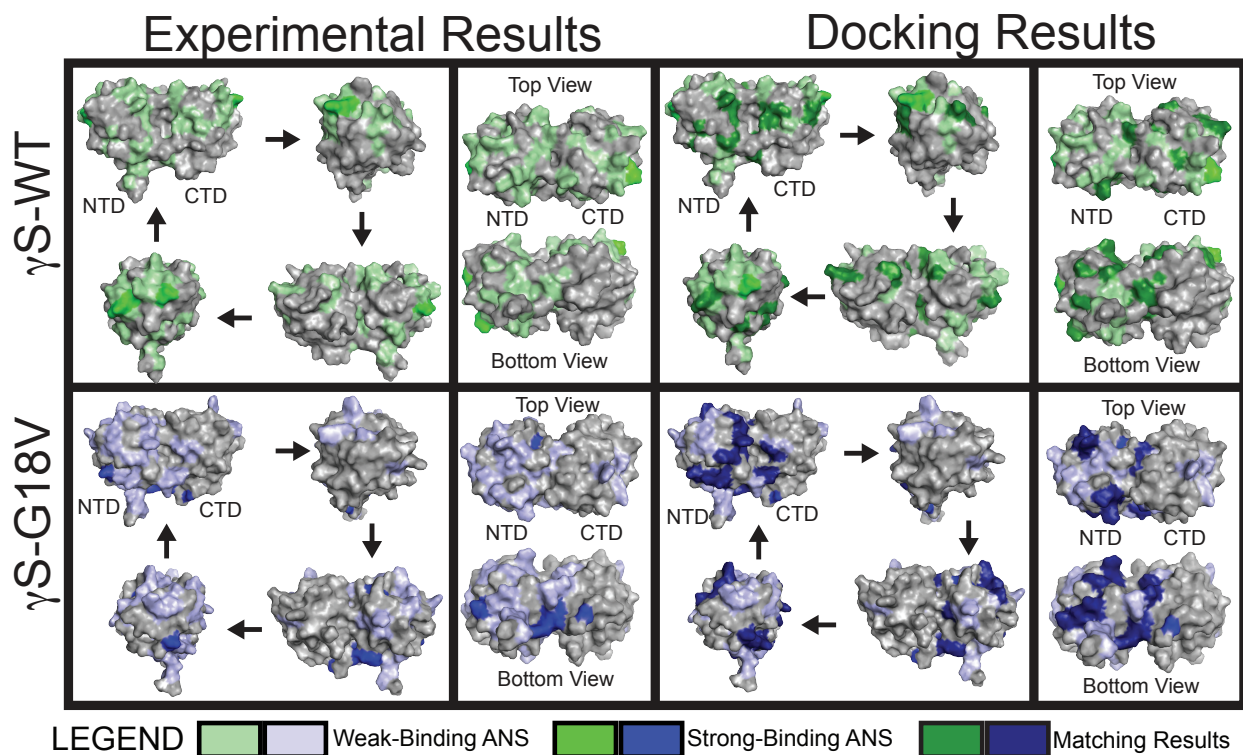 Experimental Results
Docking Results
γS-WT
NTD
CTD
Top View
NTD
CTD
Bottom View
NTD
CTD
Top View
NTD
CTD
Bottom View
γS-G18V
NTD
CTD
Top View
NTD
CTD
Bottom View
NTD
CTD
Top View
NTD
CTD
Bottom View
LEGEND
Weak-Binding ANS
Strong-Binding ANS
Matching Results